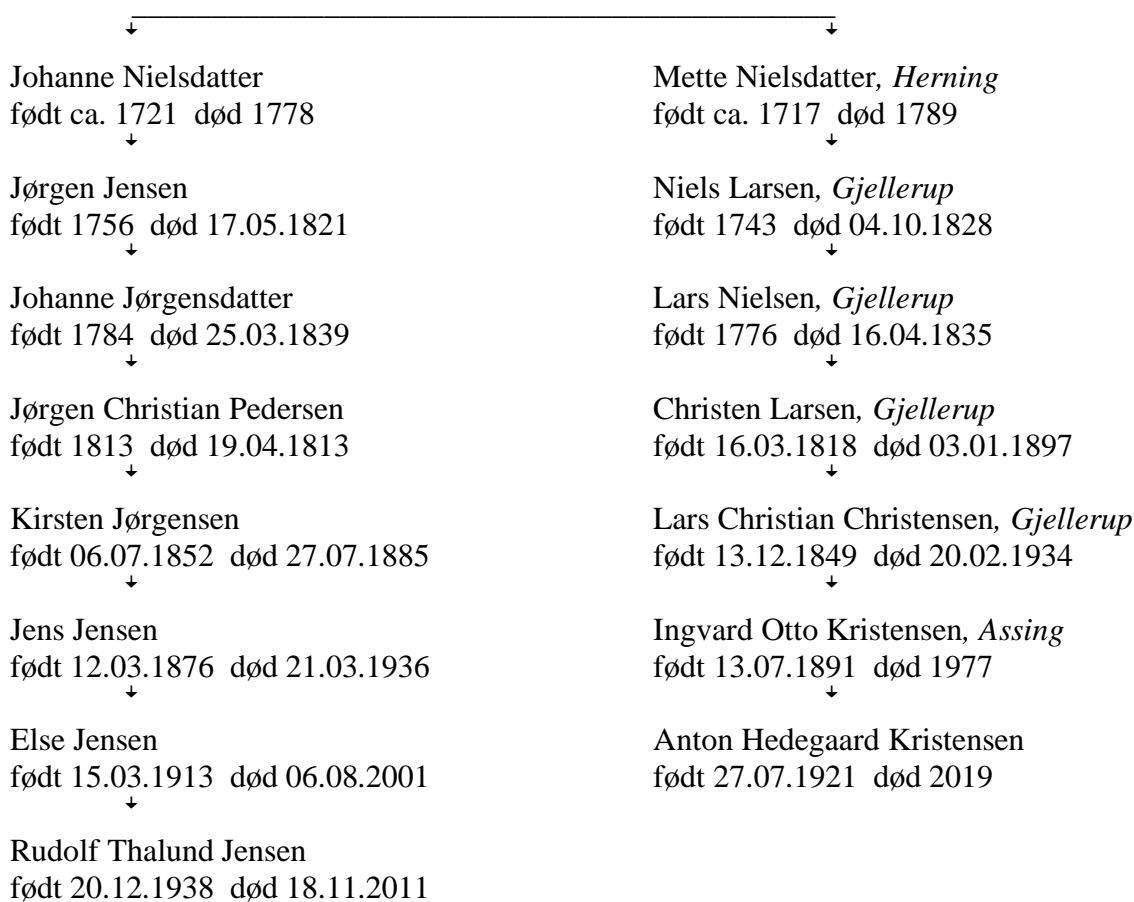 Johanne Nielsdatter
født ca. 1721 død 1778
Jørgen Jensen
født 1756 død 17.05.1821
Johanne Jørgensdatter
født 1784 død 25.03.1839
Jørgen Christian Pedersen
født 1813 død 19.04.1813
Kirsten Jørgensen
født 06.07.1852 død 27.07.1885
Jens Jensen
født 12.03.1876 død 21.03.1936
Else Jensen
født 15.03.1913 død 06.08.2001
Rudolf Thalund Jensen
født 20.12.1938 død 18.11.2011
Mette Nielsdatter, Herning
født ca. 1717 død 1789
Niels Larsen, Gjellerup
født 1743 død 04.10.1828
Lars Nielsen, Gjellerup
født 1776 død 16.04.1835
Christen Larsen, Gjellerup
født 16.03.1818 død 03.01.1897
Lars Christian Christensen, Gjellerup
født 13.12.1849 død 20.02.1934
Ingvard Otto Kristensen, Assing
født 13.07.1891 død 1977
Anton Hedegaard Kristensen
født 27.07.1921 død 2019